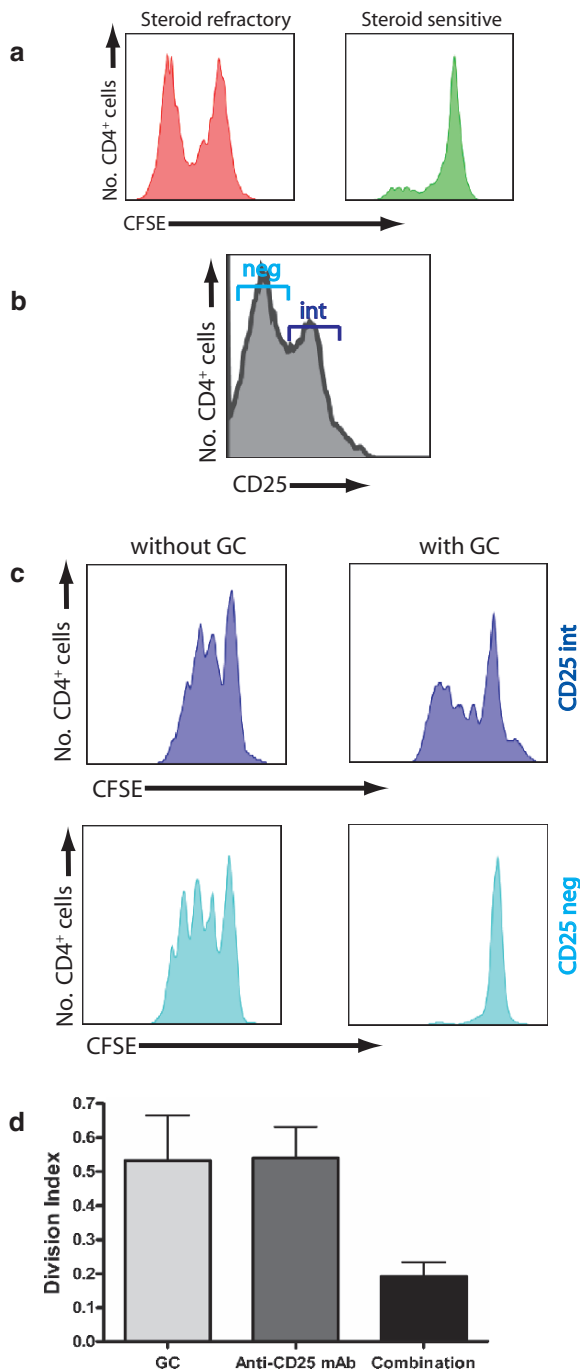 Steroid refractory
Steroid sensitive
a
No. CD4+ cells
CFSE
b
neg
int
No. CD4+ cells
CD25
without GC
with GC
c
No. CD4+ cells
CD25 int
CFSE
No. CD4+ cells
CD25 neg
CFSE
d
Division Index
0.7
0.6
0.5
0.4
0.3
0.2
0.1
0.0
GC
Anti-CD25 mAb
Combination